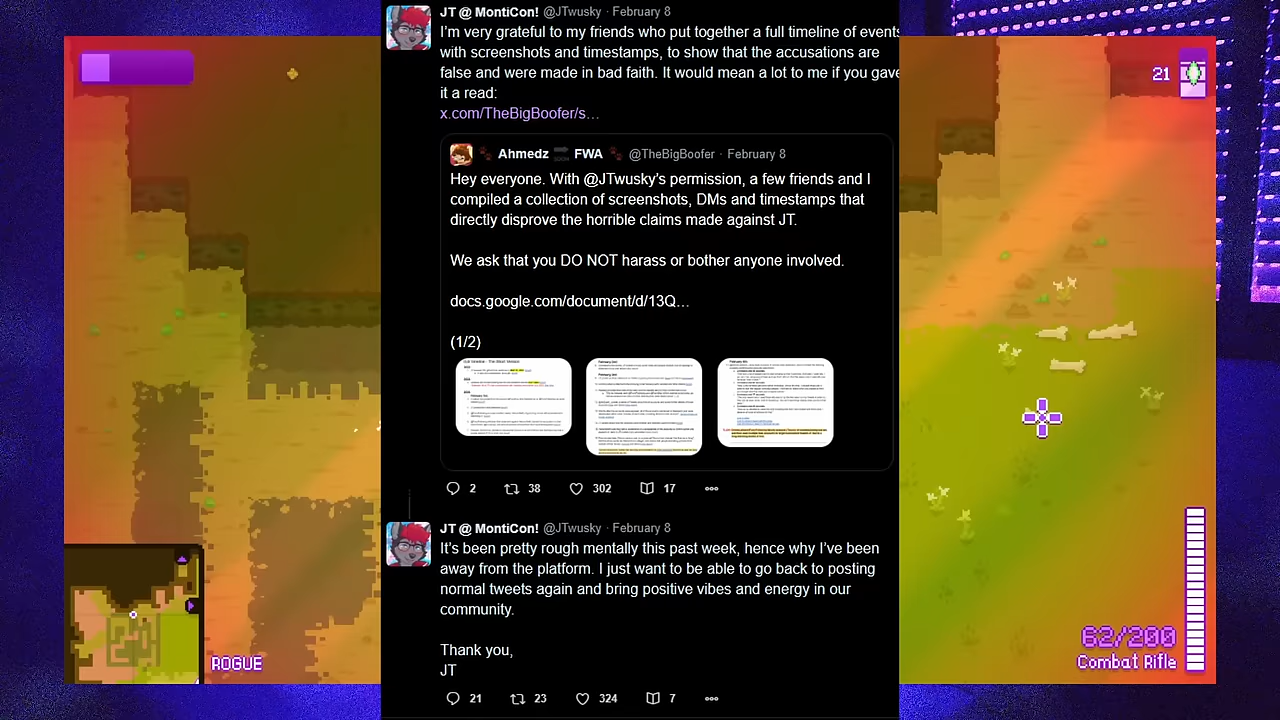 JT @ MontiCon! @JTwusky · February 8
I'm very grateful to my friends who put together a full timeline of events
with screenshots and timestamps, to show that the accusations are
false and were made in bad faith. It would mean a lot to me if you gave
it a read:
x.com/TheBigBoofer/s…
Ahmedz SOON FWA @TheBigBoofer · February 8
Hey everyone. With @JTwusky's permission, a few friends and I
compiled a collection of screenshots, DMs and timestamps that
directly disprove the horrible claims made against JT.
We ask that you DO NOT harass or bother anyone involved.
docs.google.com/document/d/13Q…
(1/2)
2 38 302 17
JT @ MontiCon! @JTwusky · February 8
It's been pretty rough mentally this past week, hence why I've been
away from the platform. I just want to be able to go back to posting
normal tweets again and bring positive vibes and energy in our
community.
Thank you,
JT
21 23 324 7
21
ROGUE
62/200
Combat Rifle